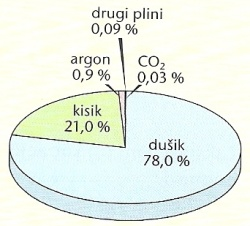 drugi plini
0,09 %
argon
0,9 %
CO₂
0,03 %
kisik
21,0 %
dušik
78,0 %